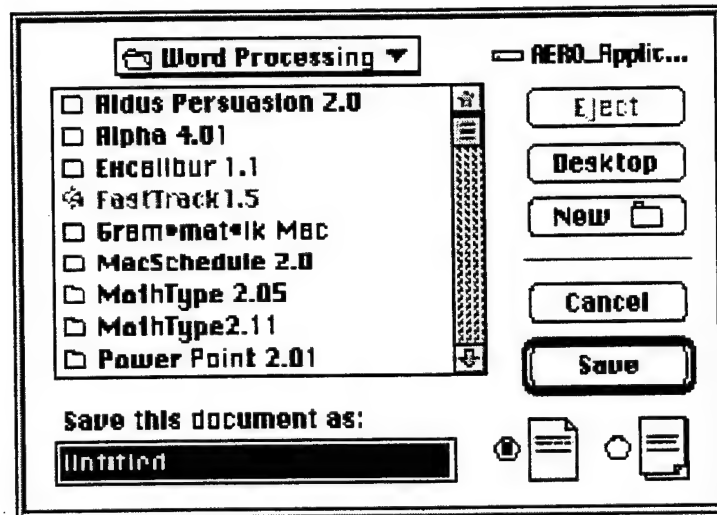 Word Processing
AERO_Applic...
Aldus Persuasion 2.0
Alpha 4.01
Excalibur 1.1
FastTrack1.5
Gram•mat•ik Mac
MacSchedule 2.0
MathType 2.05
MathType2.11
Power Point 2.01
Eject
Desktop
New
Cancel
Save
Save this document as:
Untitled